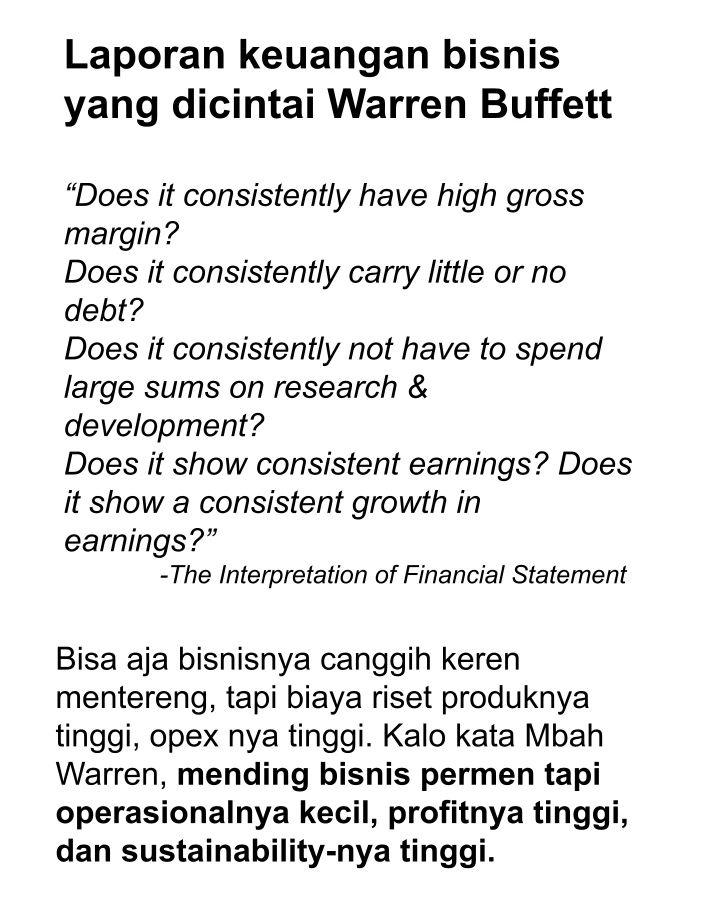 Laporan keuangan bisnis
yang dicintai Warren Buffett
“Does it consistently have high gross
margin?
Does it consistently carry little or no
debt?
Does it consistently not have to spend
large sums on research &
development?
Does it show consistent earnings? Does
it show a consistent growth in
earnings?”
-The Interpretation of Financial Statement
Bisa aja bisnisnya canggih keren
mentereng, tapi biaya riset produknya
tinggi, opex nya tinggi. Kalo kata Mbah
Warren, mending bisnis permen tapi
operasionalnya kecil, profitnya tinggi,
dan sustainability-nya tinggi.